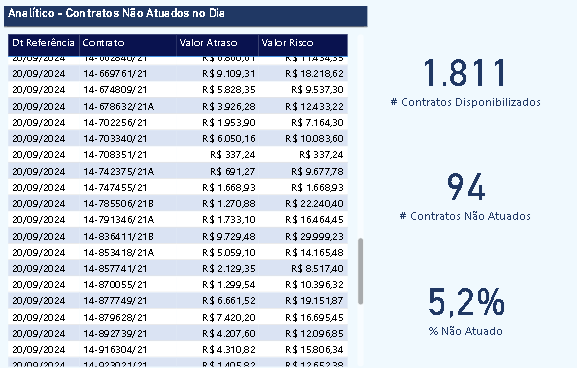 Analítico - Contratos Não Atuados no Dia
Dt Referência Contrato Valor Atraso Valor Risco
20/09/2024 14-669761/21 R$ 9.109,31 R$ 18.218,62
20/09/2024 14-674809/21 R$ 5.828,35 R$ 9.537,30
20/09/2024 14-678632/21A R$ 3.926,28 R$ 12.433,22
20/09/2024 14-702256/21 R$ 1.953,90 R$ 7.164,30
20/09/2024 14-703340/21 R$ 6.050,16 R$ 10.083,60
20/09/2024 14-708351/21 R$ 337,24 R$ 337,24
20/09/2024 14-742375/21A R$ 691,27 R$ 9.677,78
20/09/2024 14-747455/21 R$ 1.668,93 R$ 1.668,93
20/09/2024 14-785506/21B R$ 1.270,88 R$ 22.240,40
20/09/2024 14-791346/21A R$ 1.733,10 R$ 16.464,45
20/09/2024 14-836411/21B R$ 9.729,48 R$ 29.999,23
20/09/2024 14-853418/21A R$ 5.059,10 R$ 14.165,48
20/09/2024 14-857741/21 R$ 2.129,35 R$ 8.517,40
20/09/2024 14-870055/21 R$ 1.299,54 R$ 10.396,32
20/09/2024 14-877749/21 R$ 6.661,52 R$ 19.151,87
20/09/2024 14-879628/21 R$ 7.420,20 R$ 16.695,45
20/09/2024 14-892739/21 R$ 4.207,60 R$ 12.096,85
20/09/2024 14-916304/21 R$ 4.310,82 R$ 15.806,34
20/09/2024 14-923021/21 R$ 1.405,82 R$ 12.652,38
1.811
# Contratos Disponibilizados
94
# Contratos Não Atuados
5,2%
% Não Atuado